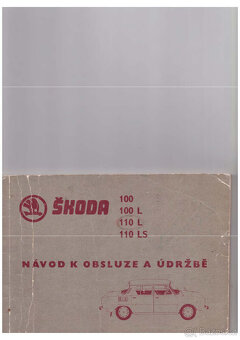 ŠKODA
100
100 L
110 L
110 LS
NÁVOD K OBSLUZE A ÚDRŽBĚ